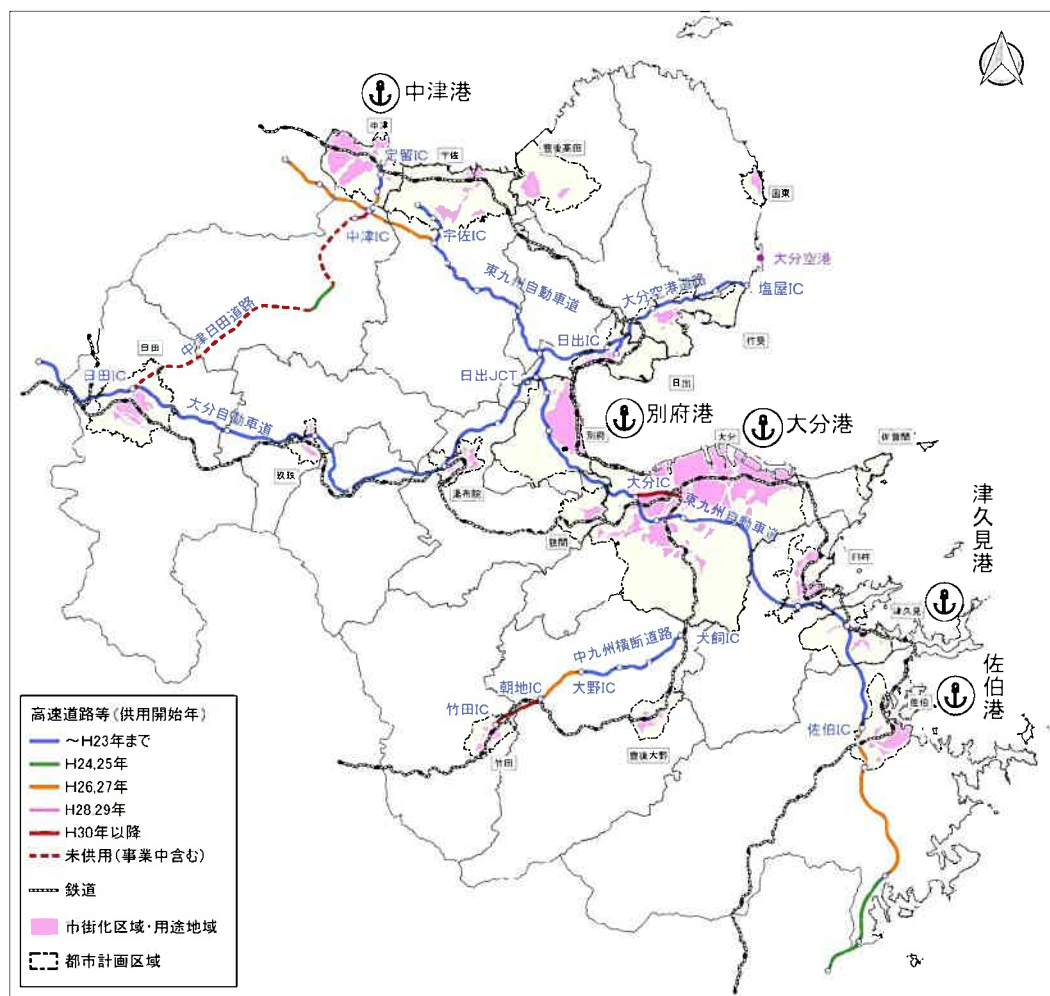 中津港
中津
定留IC
宇佐
豊後高田
国東
中津IC
宇佐IC
大分空港
東九州自動車道
大分空港道路
塩屋IC
中津日田道路
日出IC
杵築
日田
日田IC
日出JCT
日出
大分自動車道
別府港
大分港
別府
大分
佐賀関
玖珠
湯布院
大分IC
東九州自動車道
津久見港
挾間
臼杵
津久見
中九州横断道路
犬飼IC
佐伯港
朝地IC
大野IC
竹田IC
佐伯
佐伯IC
竹田
豊後大野
高速道路等(供用開始年)
~H23年まで
H24,25年
H26,27年
H28,29年
H30年以降
未供用(事業中含む)
鉄道
市街化区域・用途地域
都市計画区域